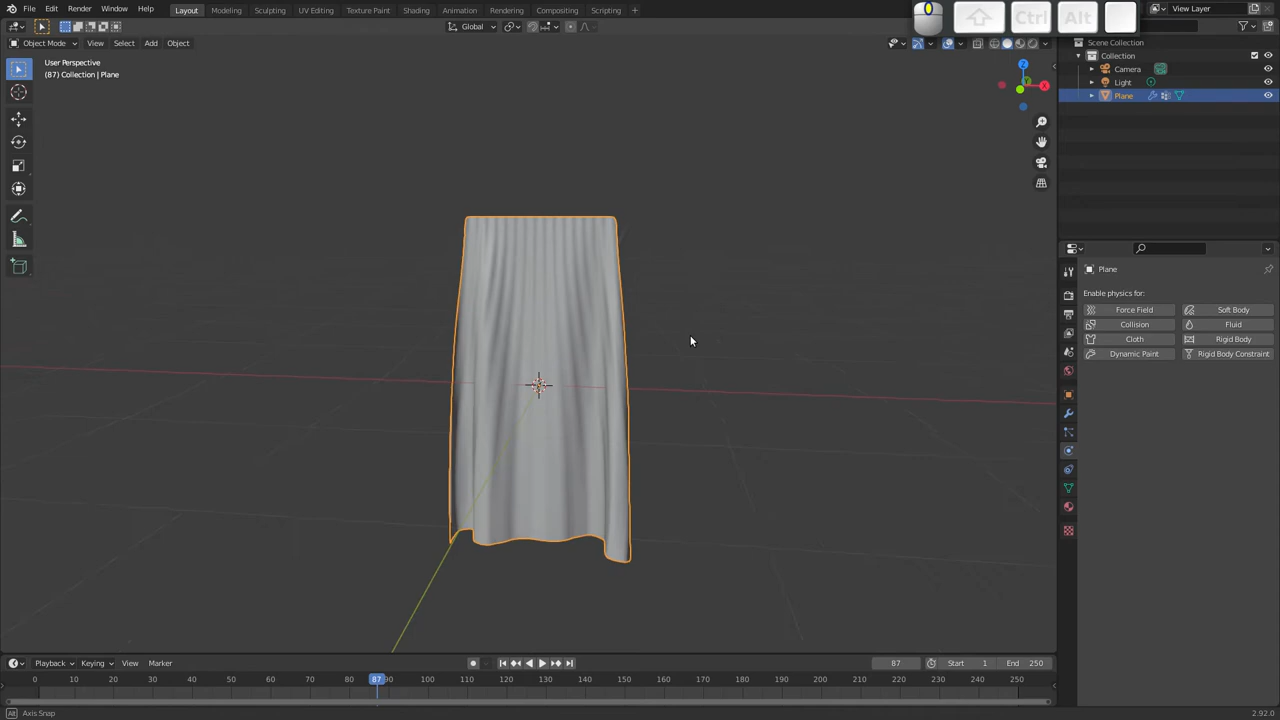 File Edit Render Window Help Layout Modeling Sculpting UV Editing Texture Paint Shading Animation Rendering Compositing Scripting + Ctrl Alt View Layer
Object Mode View Select Add Object Global
Scene Collection
User Perspective
(87) Collection | Plane
Collection
Camera
Light
Plane
Z
X
Y
Plane
Enable physics for:
Force Field Soft Body
Collision Fluid
Cloth Rigid Body
Dynamic Paint Rigid Body Constraint
Playback Keying View Marker 87 Start 1 End 250
0 10 20 30 40 50 60 70 80 87 90 100 110 120 130 140 150 160 170 180 190 200 210 220 230 240 250
Alt Axis Snap 2.92.0